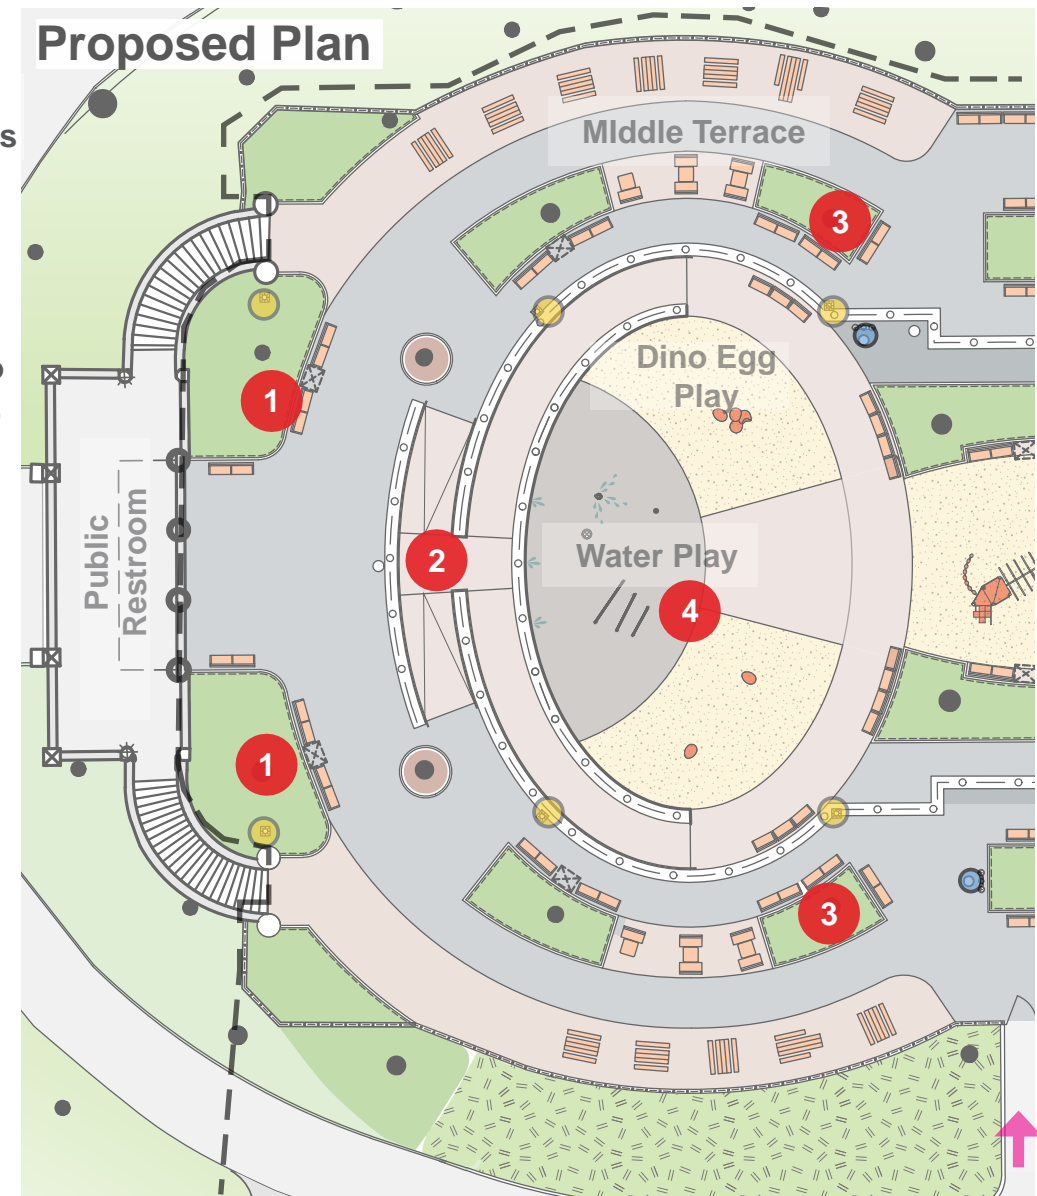 Proposed Plan
s
MIddle Terrace
3
Dino Egg
Play
1
Public
Restroom
2
Water Play
4
1
3